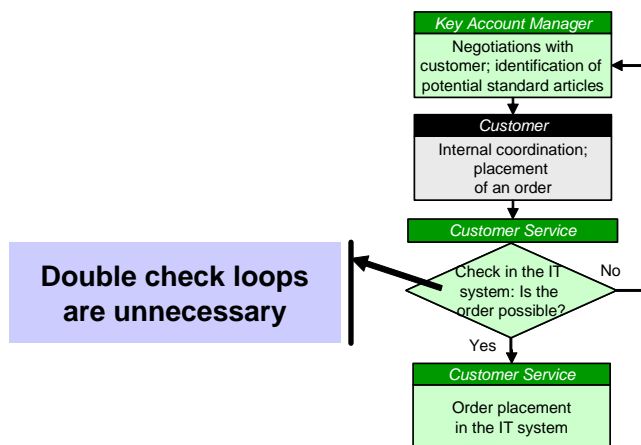 Key Account Manager
Negotiations with
customer; identification of
potential standard articles
Customer
Internal coordination;
placement
of an order
Customer Service
Double check loops
are unnecessary
Check in the IT
system: Is the
order possible?
No
Yes
Customer Service
Order placement
in the IT system